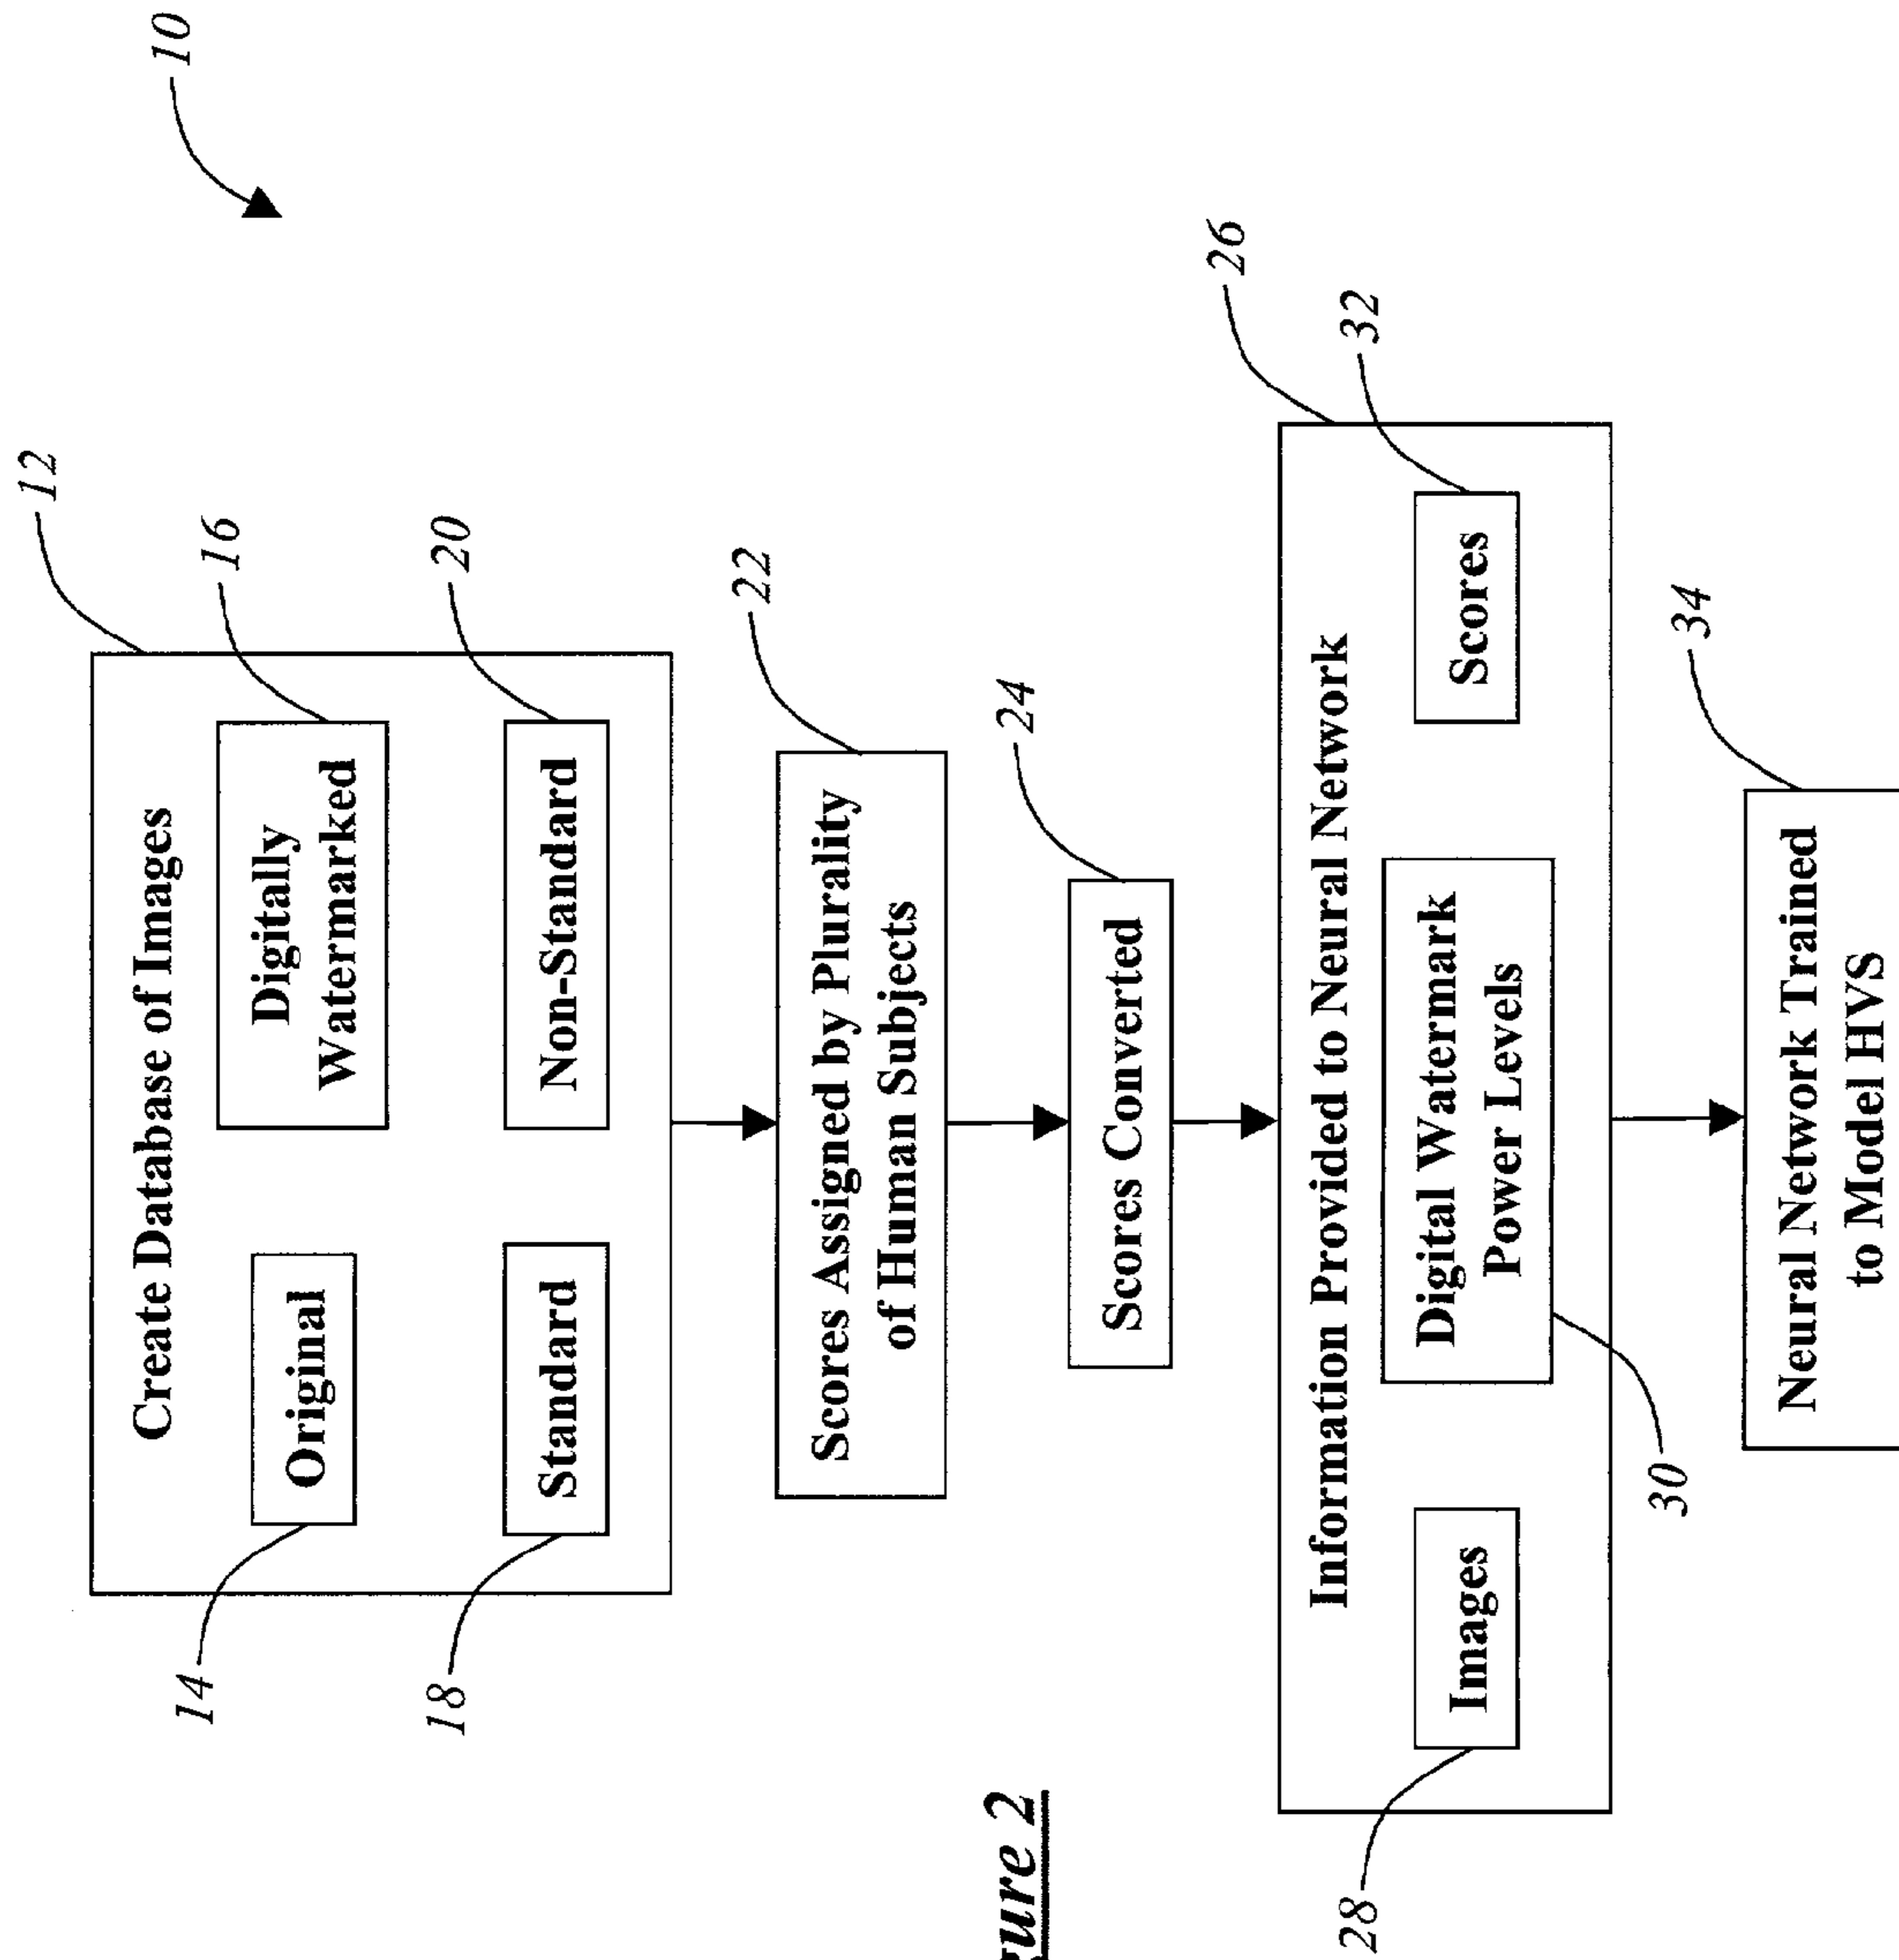 10
12
Create Database of Images
14
Original
16
Digitally
Watermarked
18
Standard
20
Non-Standard
22
Scores Assigned by Plurality
of Human Subjects
24
Scores Converted
26
Information Provided to Neural Network
28
Images
30
Digital Watermark
Power Levels
32
Scores
34
Neural Network Trained
to Model HVS
2